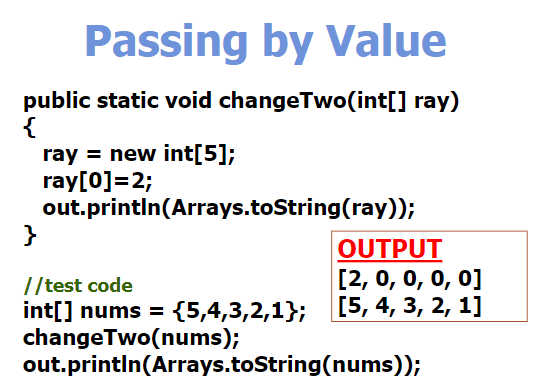 Passing by Value
public static void changeTwo(int[] ray)
{
ray = new int[5];
ray[0]=2;
out.println(Arrays.toString(ray));
}
//test code
int[] nums = {5,4,3,2,1};
changeTwo(nums);
out.println(Arrays.toString(nums));
OUTPUT
[2, 0, 0, 0, 0]
[5, 4, 3, 2, 1]